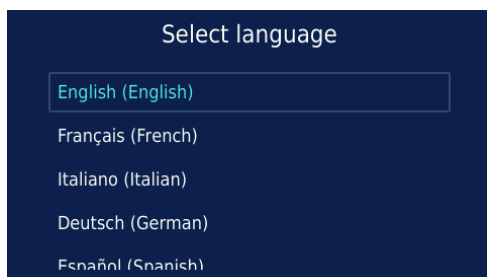 Select language
English (English)
Français (French)
Italiano (Italian)
Deutsch (German)
Español (Spanish)